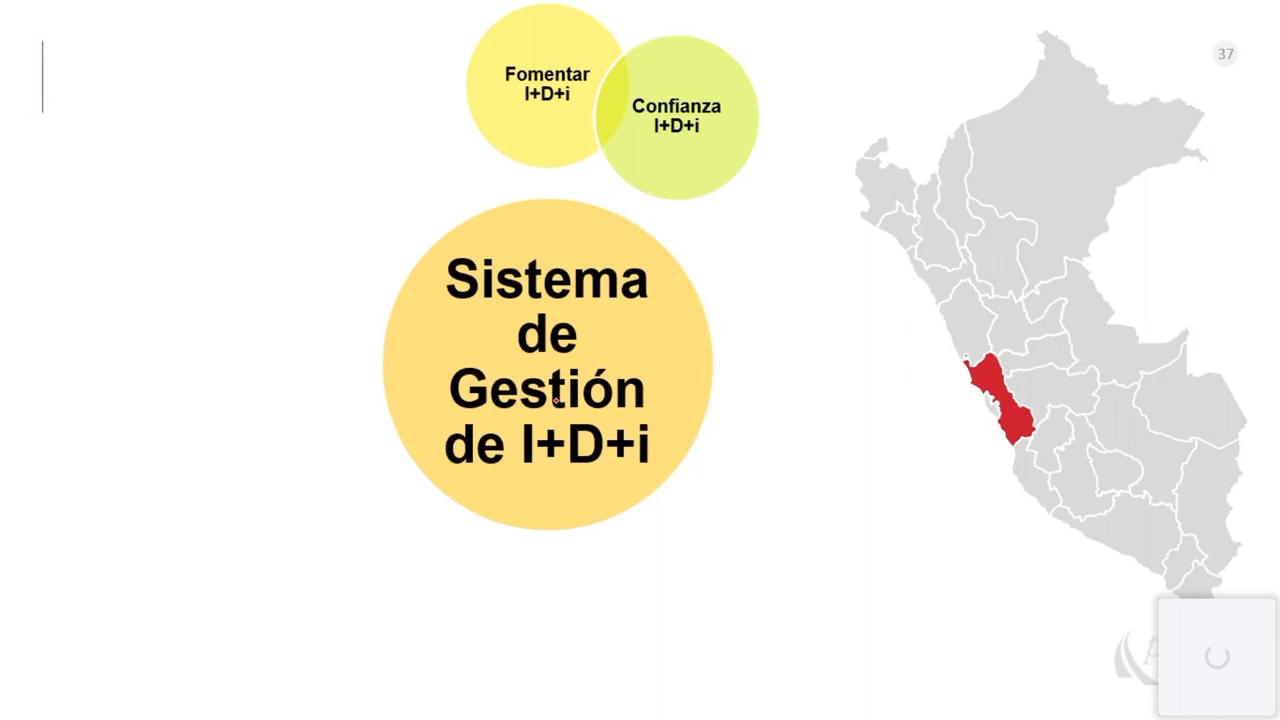 37
Fomentar
I+D+i
Confianza
I+D+i
Sistema
de
Gestión
de I+D+i